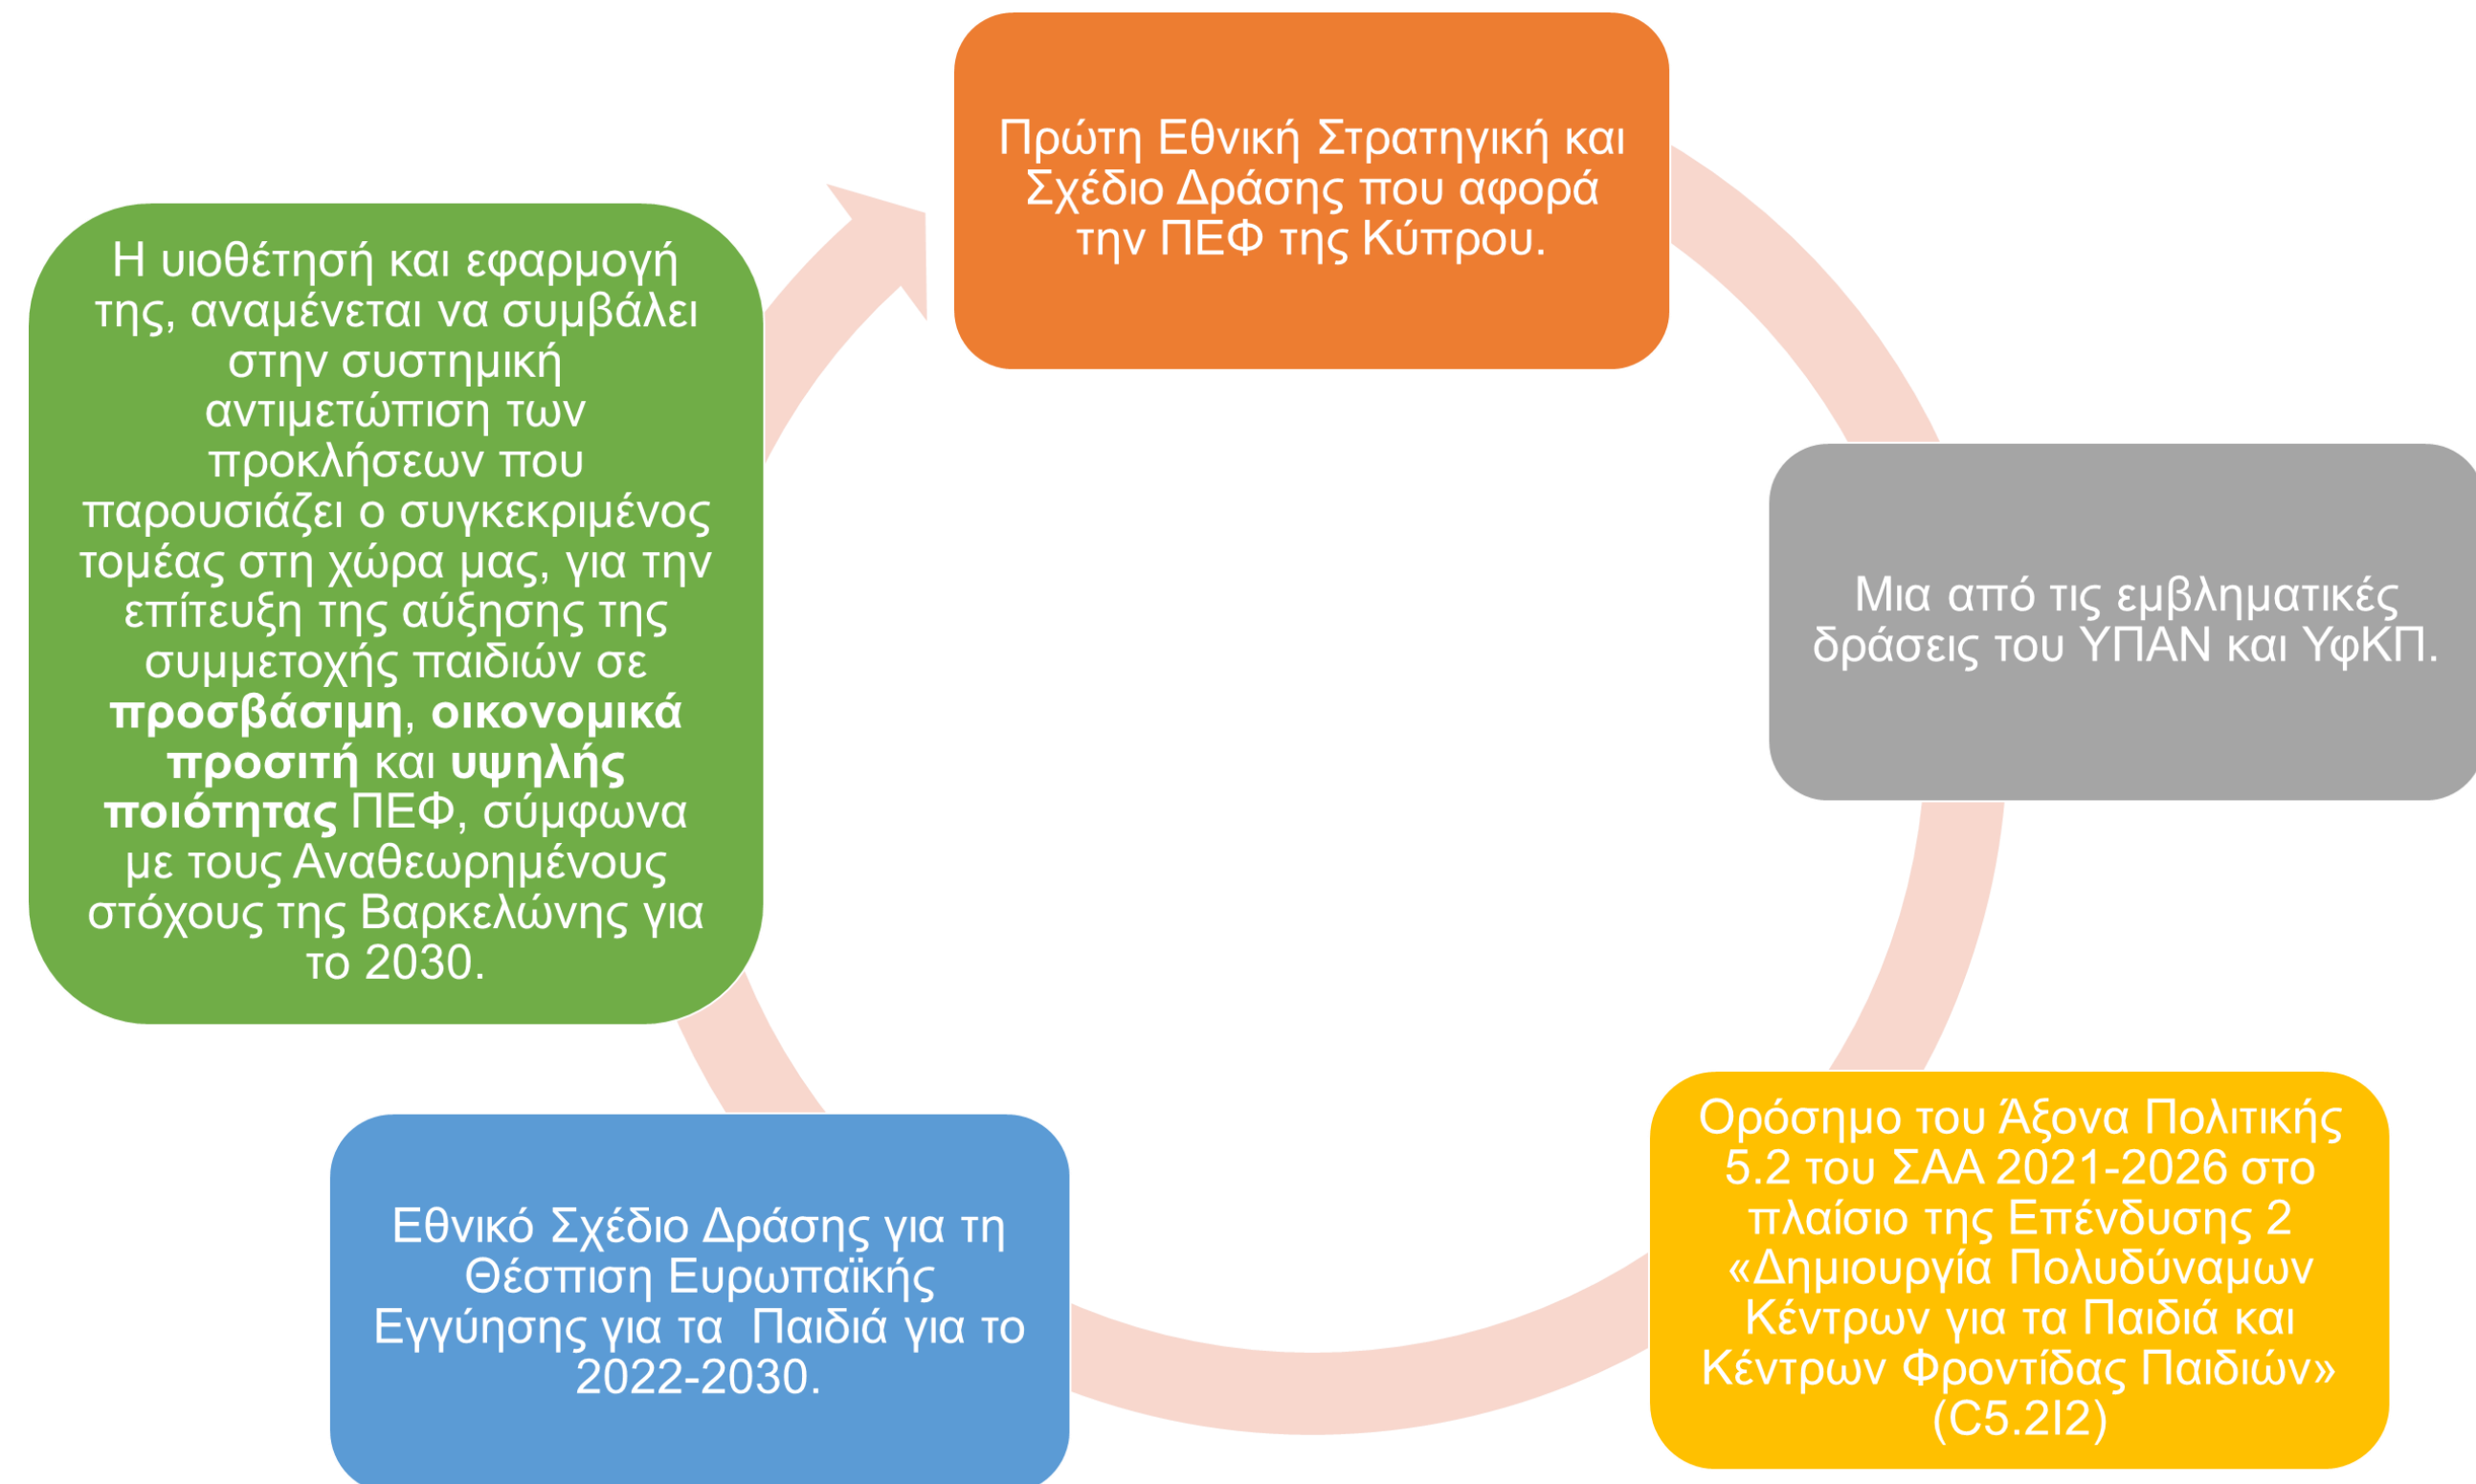 Πρώτη Εθνική Στρατηγική και
Σχέδιο Δράσης που αφορά
την ΠΕΦ της Κύπρου.
Μια από τις εμβληματικές
δράσεις του ΥΠΑΝ και ΥφΚΠ.
Ορόσημο του Άξονα Πολιτικής
5.2 του ΣΑΑ 2021-2026 στο
πλαίσιο της Επένδυσης 2
«Δημιουργία Πολυδύναμων
Κέντρων για τα Παιδιά και
Κέντρων Φροντίδας Παιδιών»
(C5.2I2)
Εθνικό Σχέδιο Δράσης για τη
Θέσπιση Ευρωπαϊκής
Εγγύησης για τα Παιδιά για το
2022-2030.
Η υιοθέτησή και εφαρμογή
της, αναμένεται να συμβάλει
στην συστημική
αντιμετώπιση των
προκλήσεων που
παρουσιάζει ο συγκεκριμένος
τομέας στη χώρα μας, για την
επίτευξη της αύξησης της
συμμετοχής παιδιών σε
προσβάσιμη, οικονομικά
προσιτή και υψηλής
ποιότητας ΠΕΦ, σύμφωνα
με τους Αναθεωρημένους
στόχους της Βαρκελώνης για
το 2030.